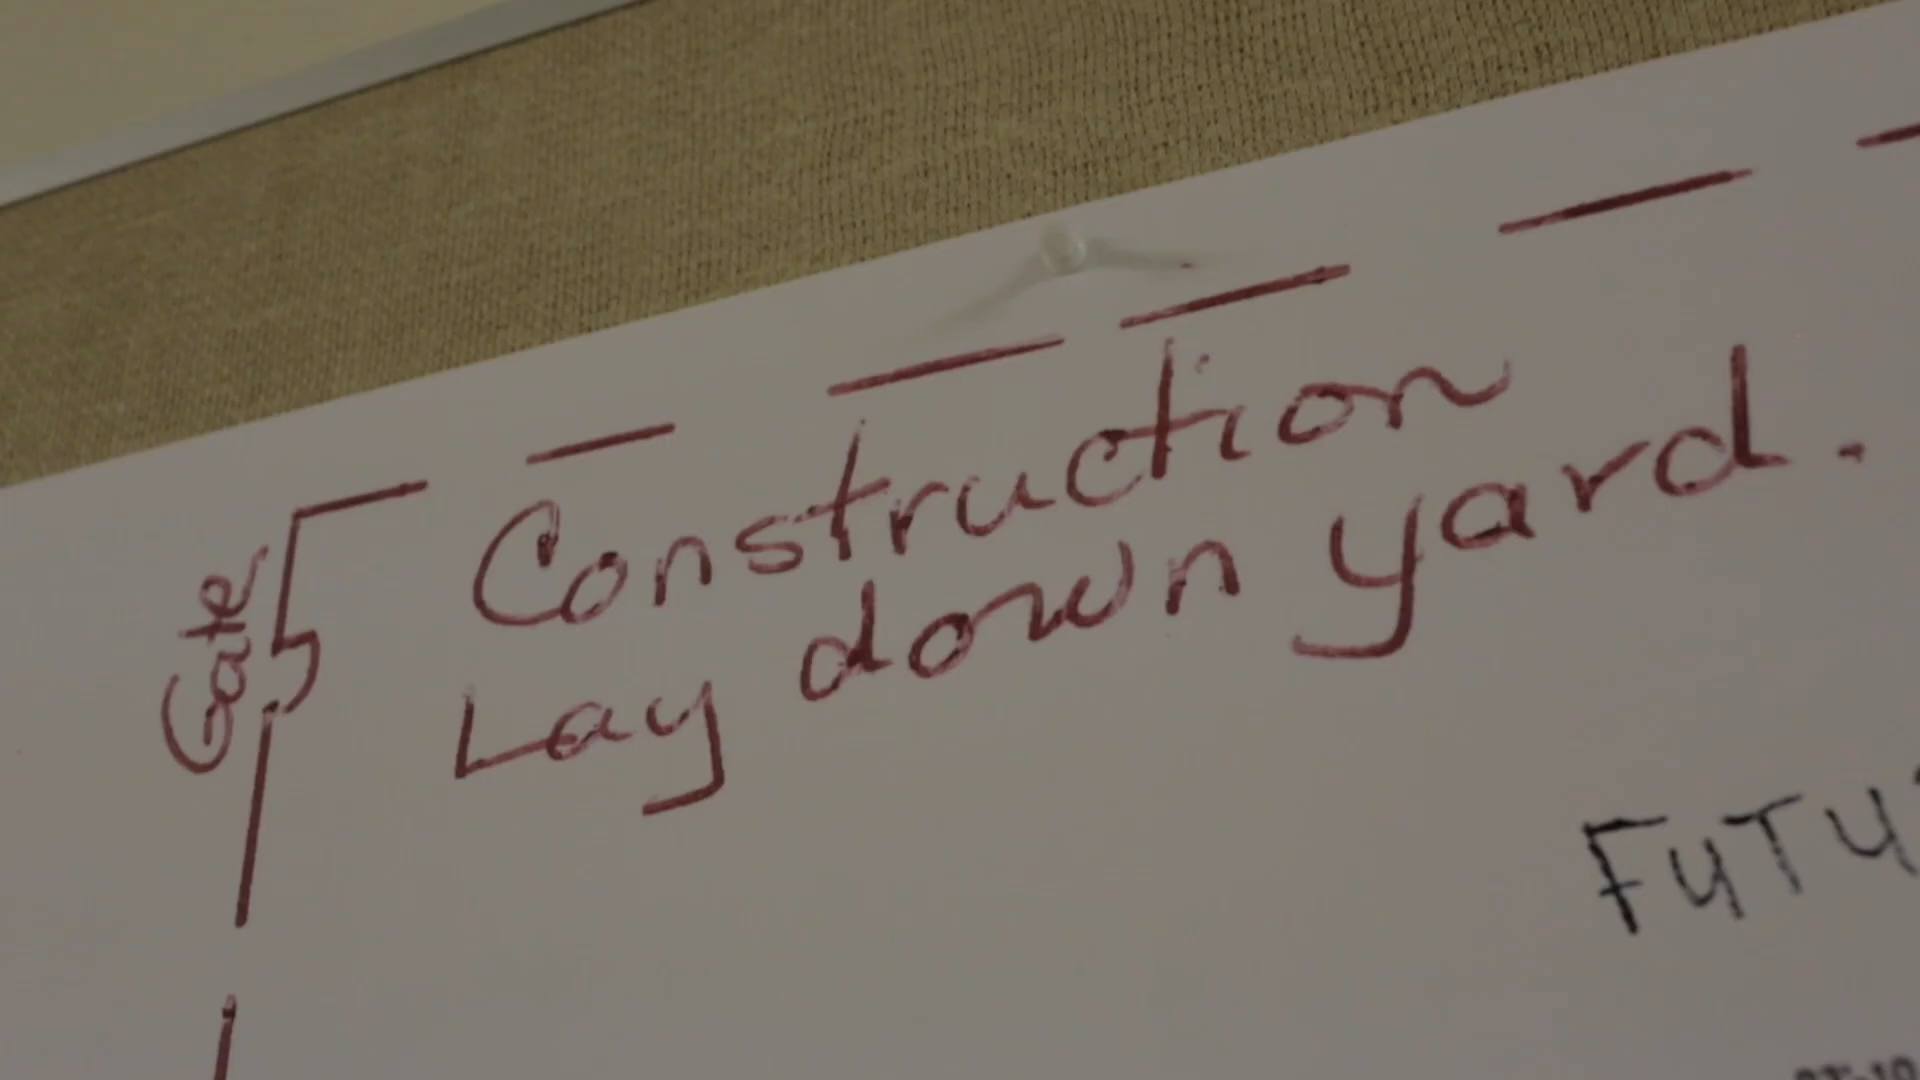 Gate
Construction
Lay down yard.